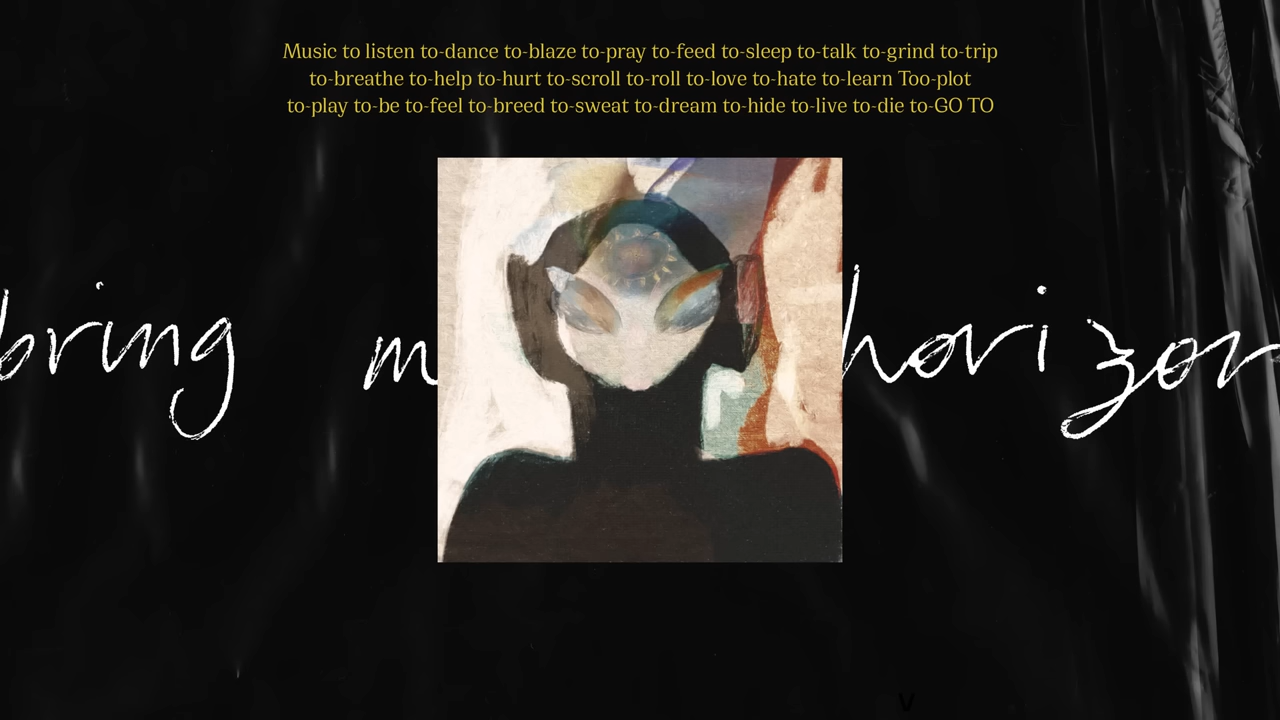 Music to listen to-dance to-blaze to-pray to-feed to-sleep to-talk to-grind to-trip
to-breathe to-help to-hurt to-scroll to-roll to-love to-hate to-learn Too-plot
to-play to-be to-feel to-breed to-sweat to-dream to-hide to-live to-die to-GO TO
bring m horizon
V